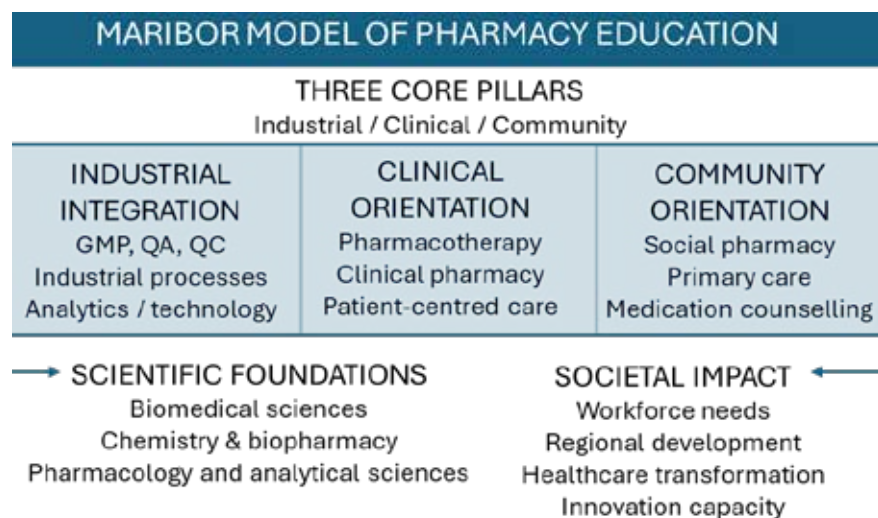 MARIBOR MODEL OF PHARMACY EDUCATION
THREE CORE PILLARS
Industrial / Clinical / Community
INDUSTRIAL
INTEGRATION
GMP, QA, QC
Industrial processes
Analytics / technology
CLINICAL
ORIENTATION
Pharmacotherapy
Clinical pharmacy
Patient-centred care
COMMUNITY
ORIENTATION
Social pharmacy
Primary care
Medication counselling
SCIENTIFIC FOUNDATIONS
Biomedical sciences
Chemistry & biopharmacy
Pharmacology and analytical sciences
SOCIETAL IMPACT
Workforce needs
Regional development
Healthcare transformation
Innovation capacity